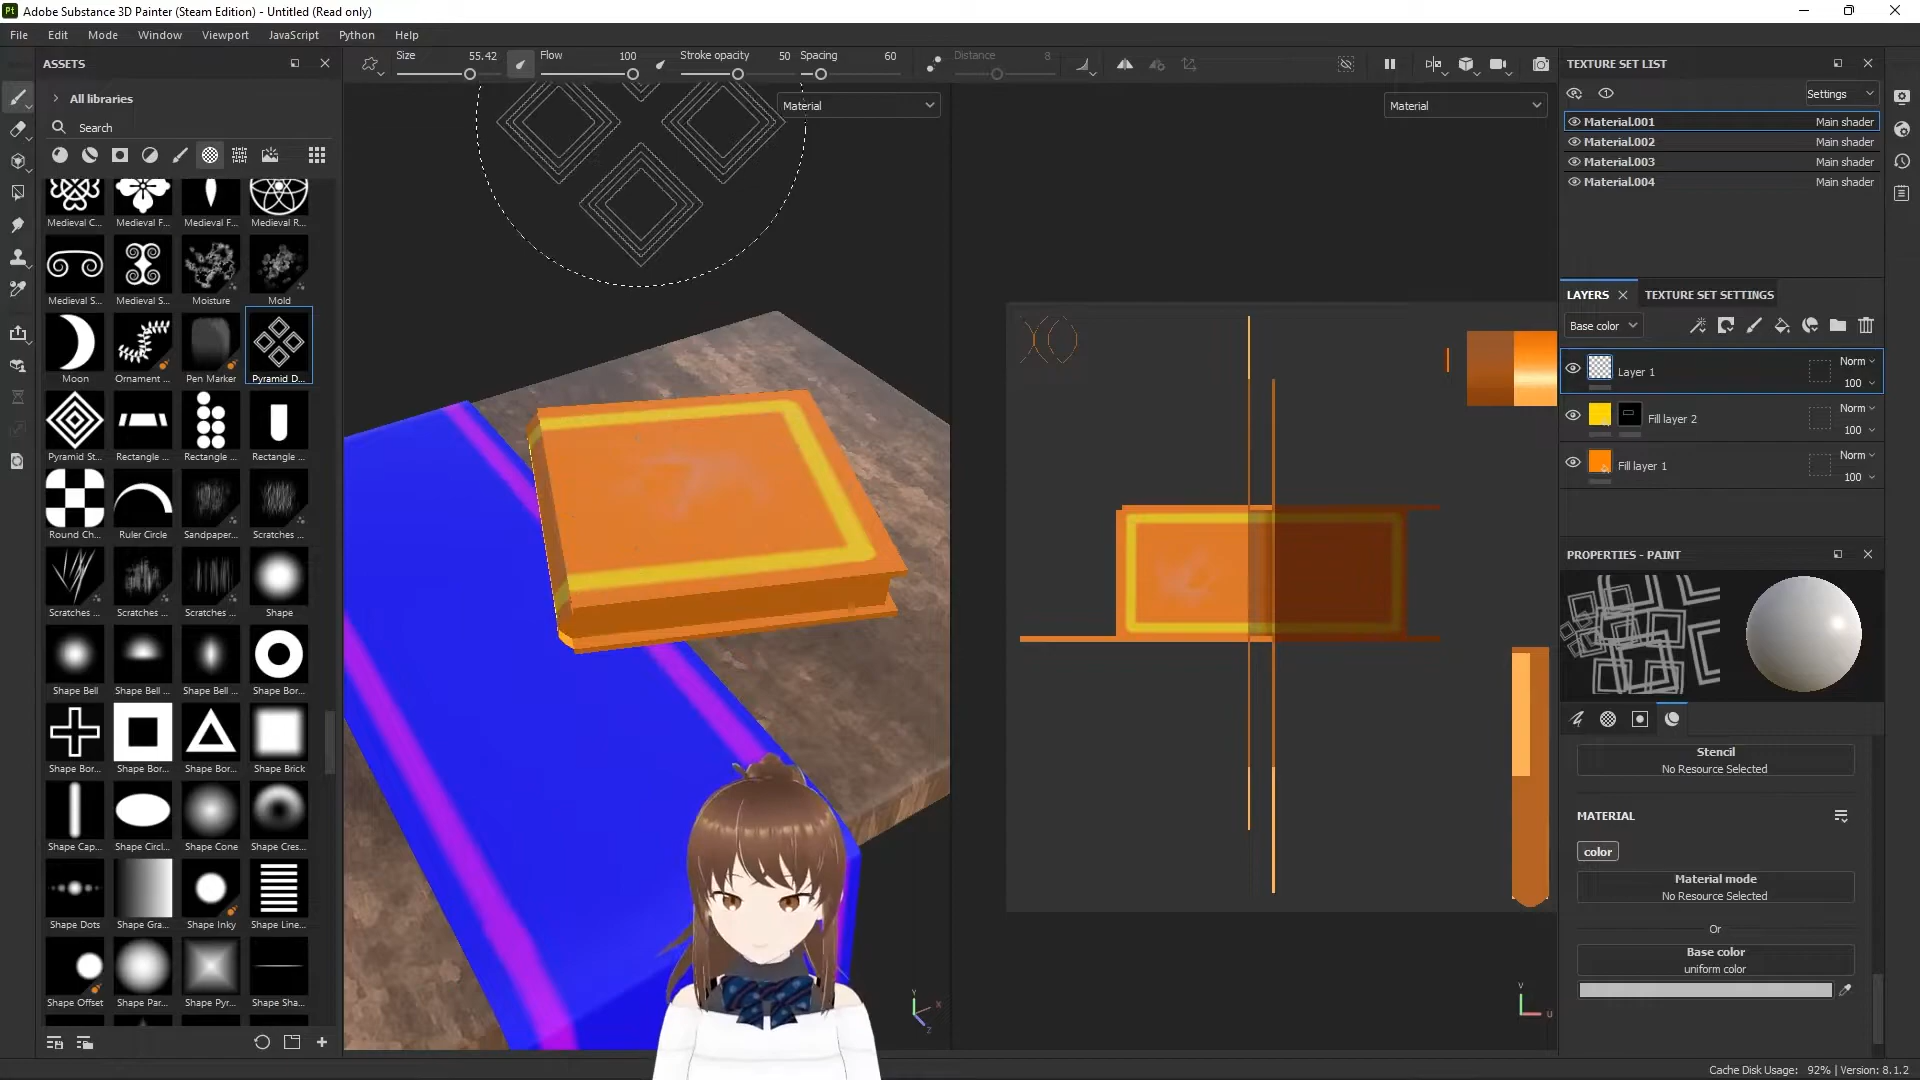 Pt Adobe Substance 3D Painter (Steam Edition) - Untitled (Read only)
File Edit Mode Window Viewport JavaScript Python Help
ASSETS
All libraries
Search
Medieval C... Medieval F... Medieval F... Medieval R...
Medieval S... Medieval S... Moisture Mold
Moon Ornament ... Pen Marker Pyramid D...
Pyramid St... Rectangle ... Rectangle ... Rectangle ...
Round Ch... Ruler Circle Sandpaper... Scratches ...
Scratches ... Scratches ... Scratches ... Shape
Shape Bell Shape Bell ... Shape Bell ... Shape Bor...
Shape Bor... Shape Bor... Shape Bor... Shape Brick
Shape Cap... Shape Circl... Shape Cone Shape Cres...
Shape Dots Shape Gra... Shape Inky Shape Line...
Shape Offset Shape Par... Shape Pyr... Shape Sha...
Size 55.42 Flow 100 Stroke opacity 50 Spacing 60 Distance 8
Material
Material
Y X Z
V U
TEXTURE SET LIST
Settings
Material.001 Main shader
Material.002 Main shader
Material.003 Main shader
Material.004 Main shader
LAYERS TEXTURE SET SETTINGS
Base color
Layer 1 Norm 100
Fill layer 2 Norm 100
Fill layer 1 Norm 100
PROPERTIES - PAINT
Stencil
No Resource Selected
MATERIAL
color
Material mode
No Resource Selected
Or
Base color
uniform color
Cache Disk Usage: 92% | Version: 8.1.2